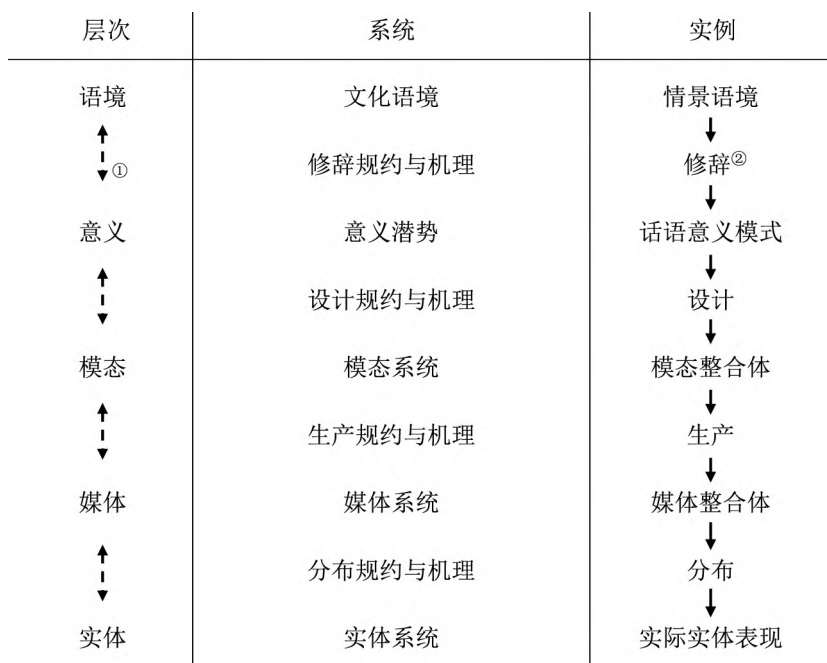 层次 系统 实例
语境 文化语境 情景语境
① 修辞规约与机理 修辞②
意义 意义潜势 话语意义模式
设计规约与机理 设计
模态 模态系统 模态整合体
生产规约与机理 生产
媒体 媒体系统 媒体整合体
分布规约与机理 分布
实体 实体系统 实际实体表现